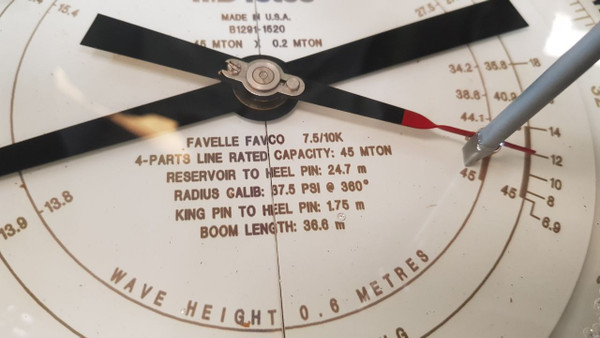 MADE IN U.S.A.
B1291-1520
45 MTON X 0.2 MTON
15.4
27.5
34.2 35.8 18
38.6 40.9
44.1
14
12
45 45 10
8
6.9
FAVELLE FAVCO 7.5/10K
4-PARTS LINE RATED CAPACITY: 45 MTON
RESERVOIR TO HEEL PIN: 24.7 m
RADIUS CALIB: 37.5 PSI @ 360°
KING PIN TO HEEL PIN: 1.75 m
BOOM LENGTH: 36.6 m
13.9 13.8
WAVE HEIGHT 0.6 METRES